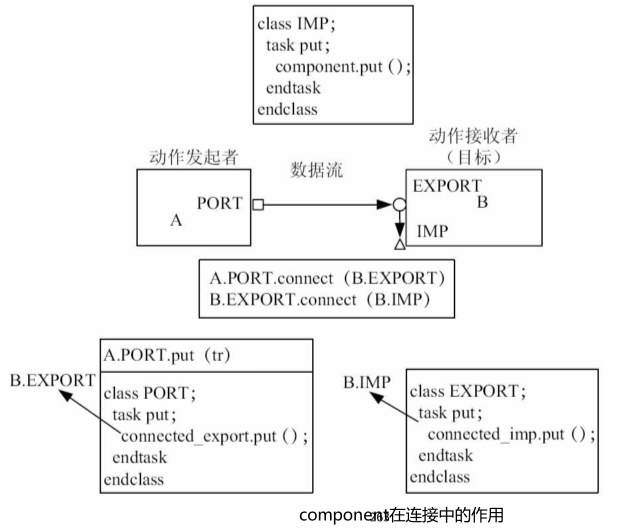 class IMP;
task put;
component.put ();
endtask
endclass
动作发起者
数据流
动作接收者
（目标）
PORT
A
EXPORT
B
IMP
A.PORT.connect（B.EXPORT）
B.EXPORT.connect（B.IMP）
A.PORT.put（tr）
B.EXPORT
class PORT;
task put;
connected_export.put ();
endtask
endclass
B.IMP
class EXPORT;
task put;
connected_imp.put ();
endtask
endclass
component在连接中的作用